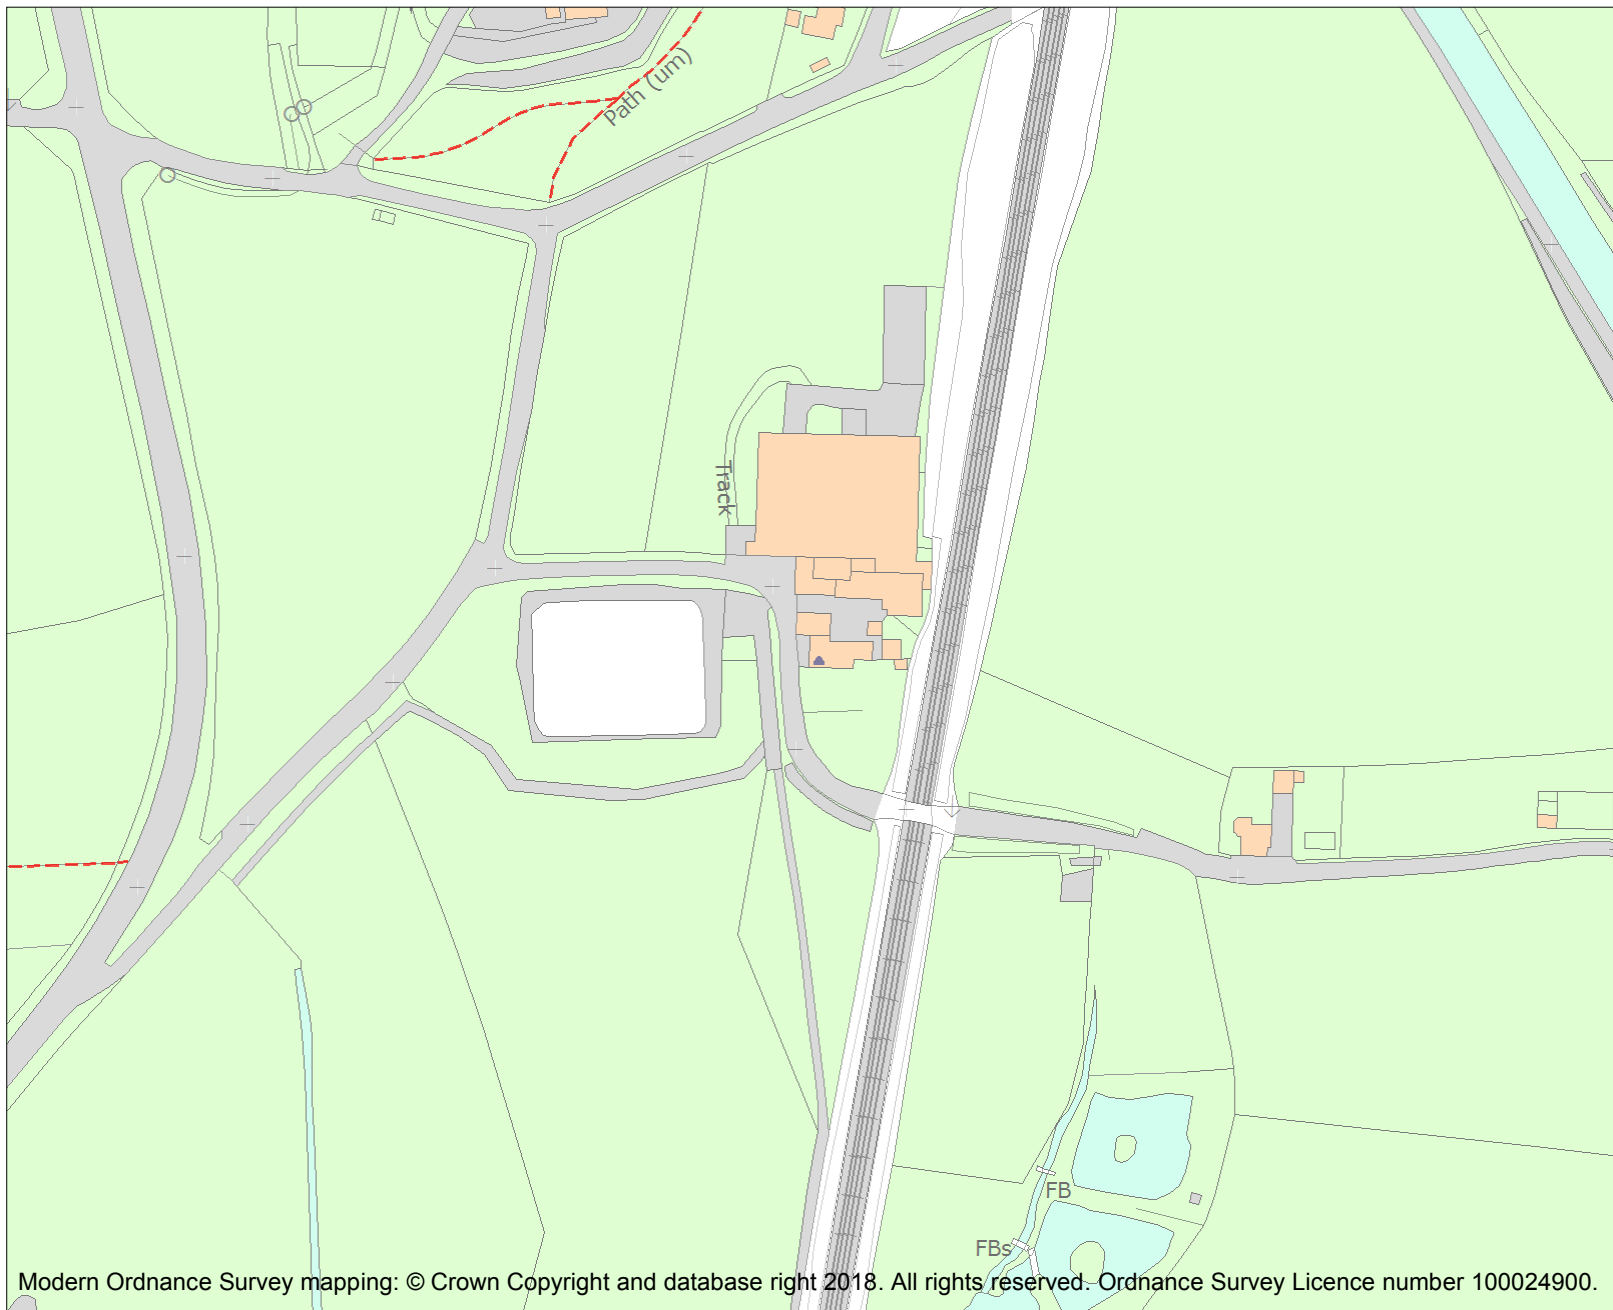 Path (um)
Track
FB
FBs
Modern Ordnance Survey mapping: © Crown Copyright and database right 2018. All rights reserved. Ordnance Survey Licence number 100024900.